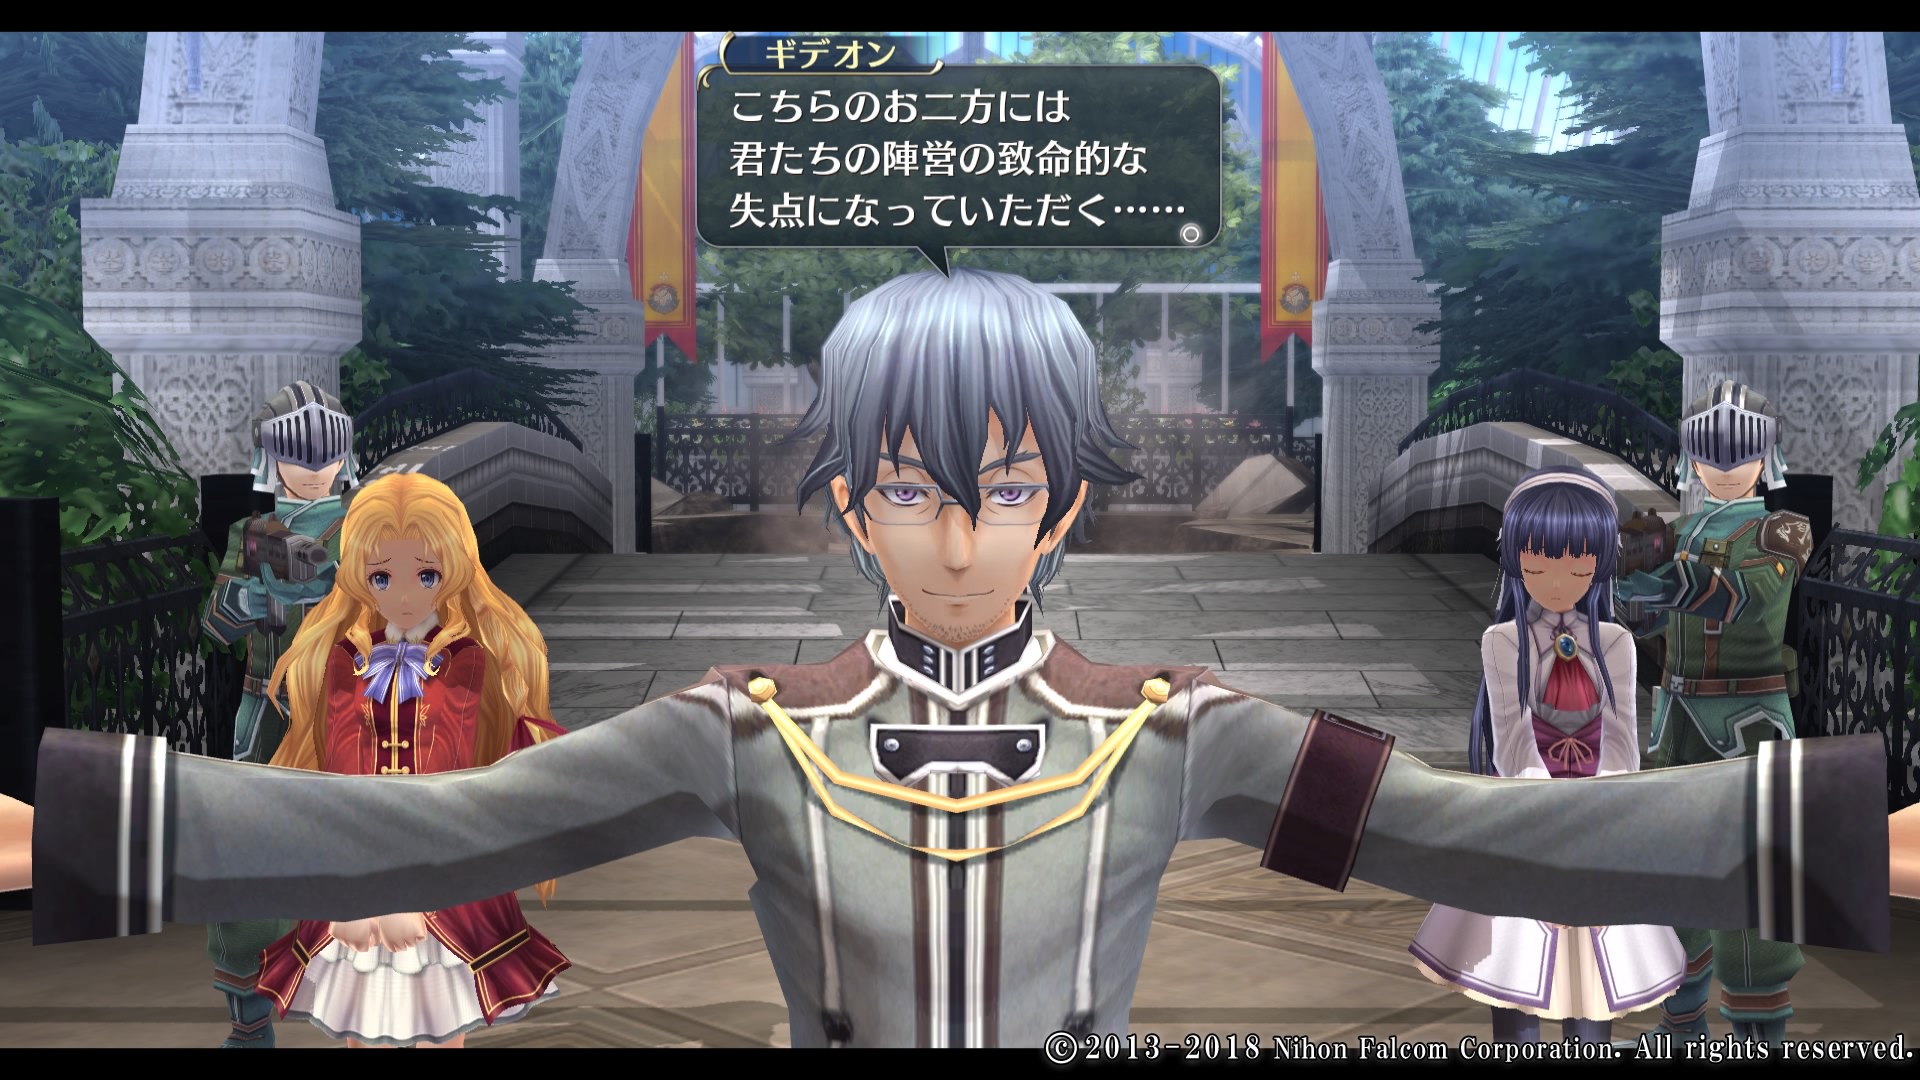 ギデオン
こちらのお二方には
君たちの陣営の致命的な
失点になっていただく……
©2013-2018 Nihon Falcom Corporation. All rights reserved.